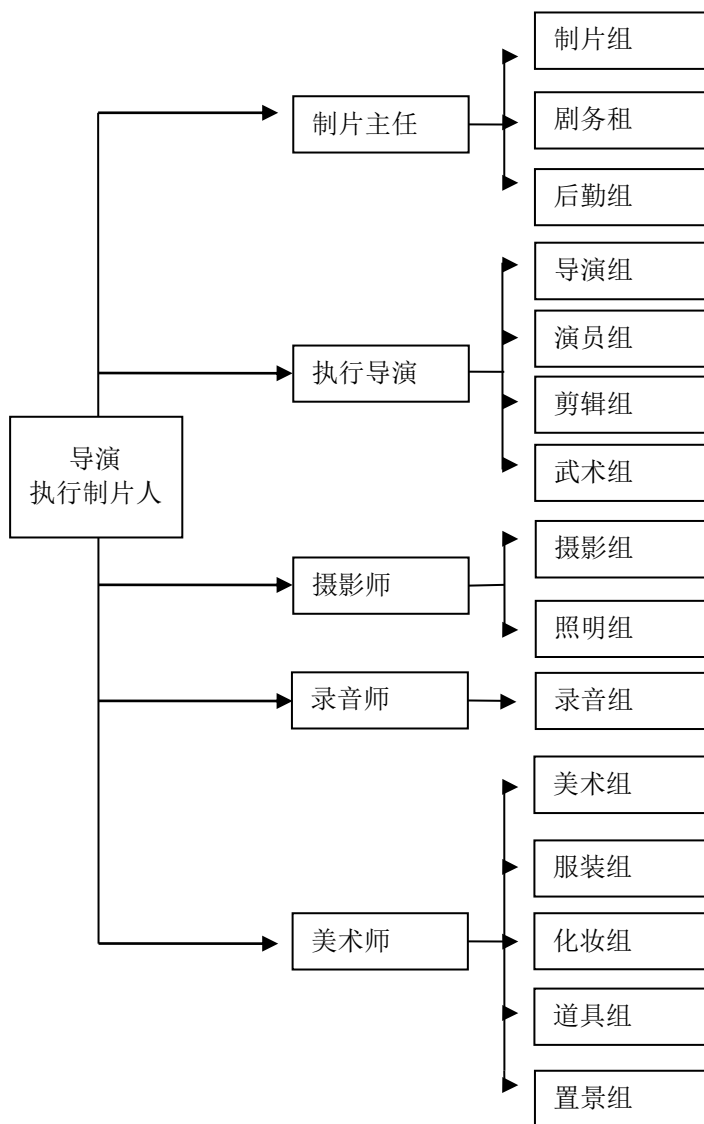 制片组
制片主任
剧务租
后勤组
导演组
演员组
执行导演
剪辑组
武术组
导演
执行制片人
摄影组
摄影师
照明组
录音师
录音组
美术组
服装组
美术师
化妆组
道具组
置景组